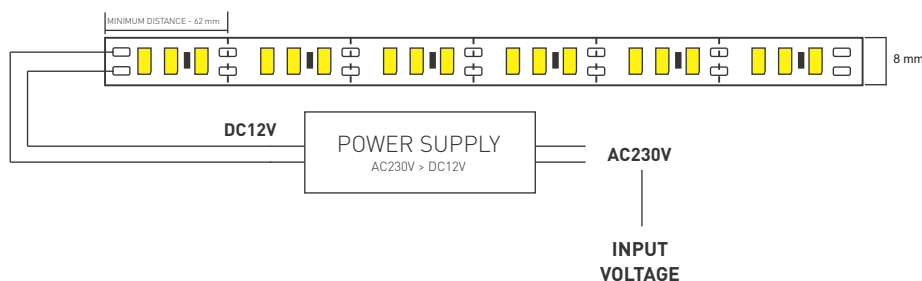 MINIMUM DISTANCE - 62 mm
8 mm
DC12V
POWER SUPPLY
AC230V > DC12V
AC230V
INPUT
VOLTAGE